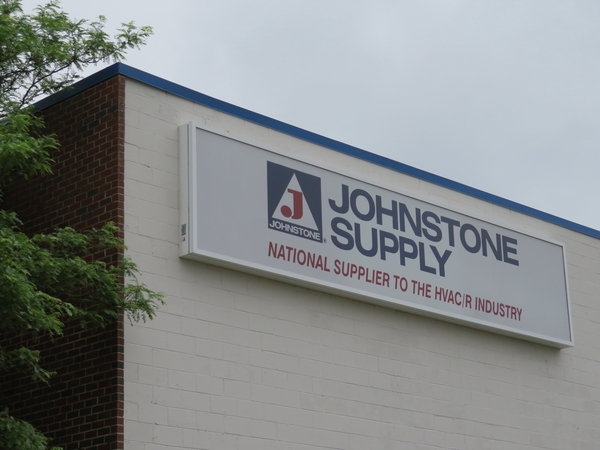 J
JOHNSTONE
JOHNSTONE
SUPPLY
NATIONAL SUPPLIER TO THE HVAC/R INDUSTRY